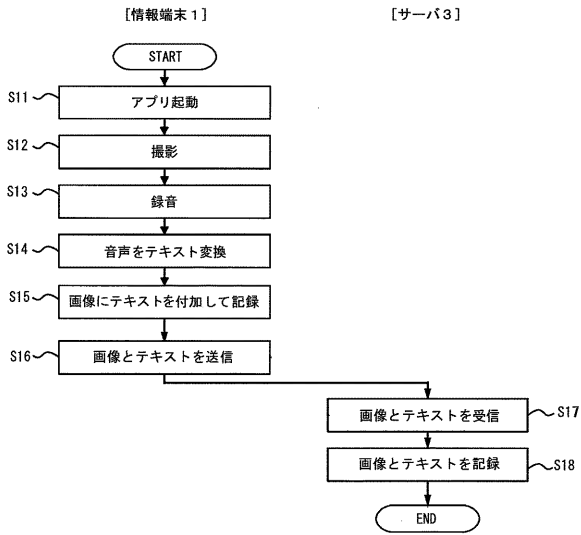 [情報端末1] [サーバ3]
START
S11 アプリ起動
S12 撮影
S13 録音
S14 音声をテキスト変換
S15 画像にテキストを付加して記録
S16 画像とテキストを送信
画像とテキストを受信 S17
画像とテキストを記録 S18
END